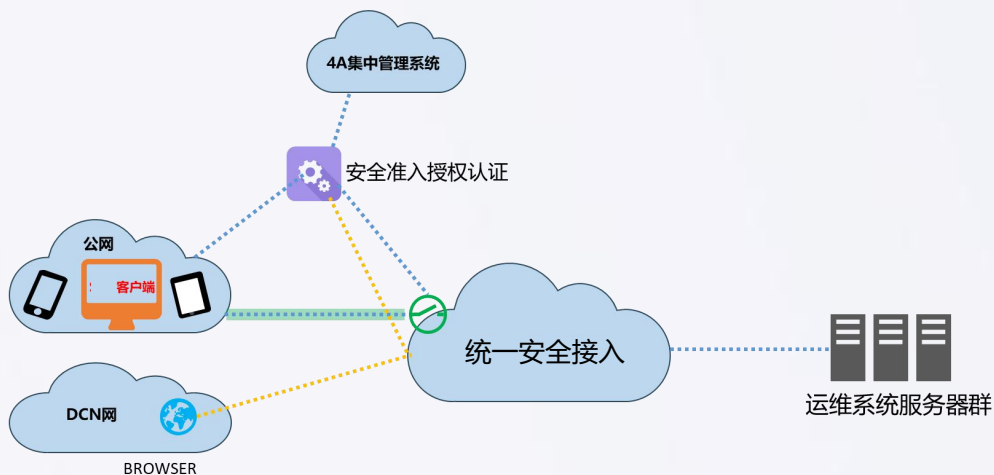 4A集中管理系统
安全准入授权认证
公网
客户端
统一安全接入
DCN网
运维系统服务器群
BROWSER